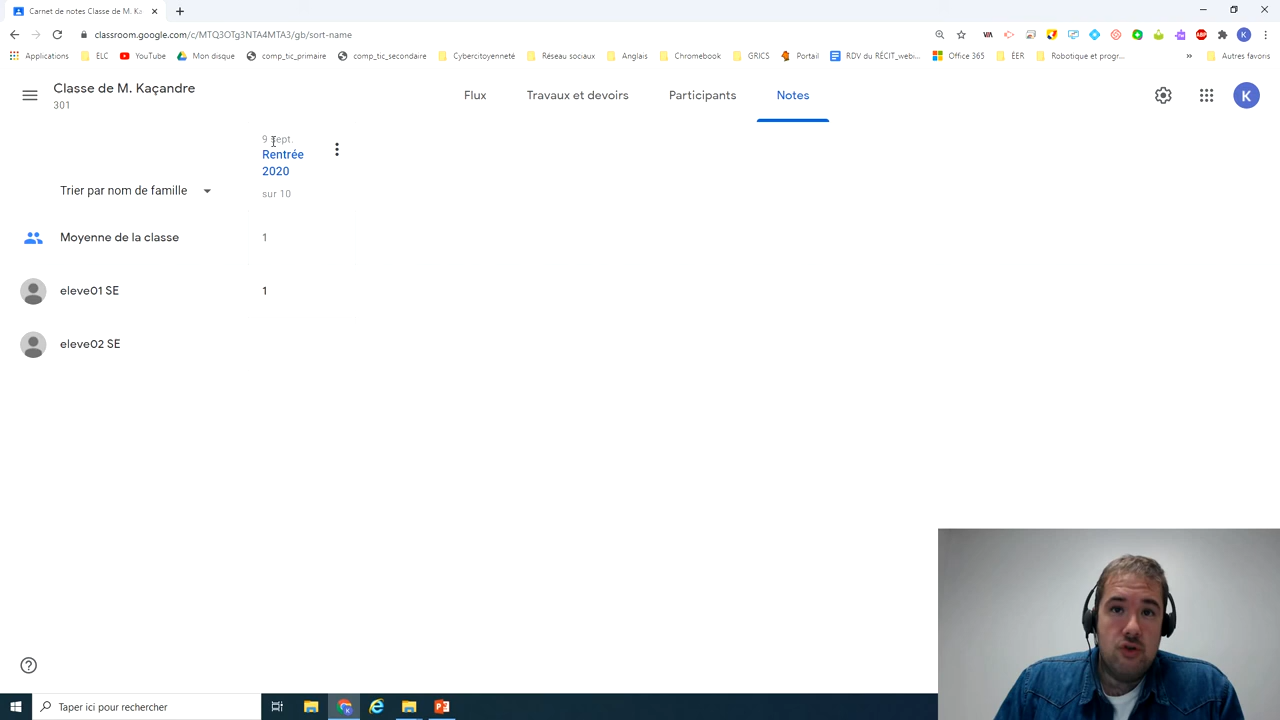 Carnet de notes Classe de M. Ka
classroom.google.com/c/MTQ3OTg3NTA4MTA3/gb/sort-name
Applications ELC YouTube Mon disque comp_tic_primaire comp_tic_secondaire Cybercitoyenneté Réseau sociaux Anglais Chromebook GRICS Portail RDV du RÉCIT_web... Office 365 ÉER Robotique et progr... » Autres favoris
Classe de M. Kaçandre
301
Flux Travaux et devoirs Participants Notes
K
9 sept.
Rentrée
2020
sur 10
Trier par nom de famille
Moyenne de la classe 1
eleve01 SE 1
eleve02 SE
Taper ici pour rechercher